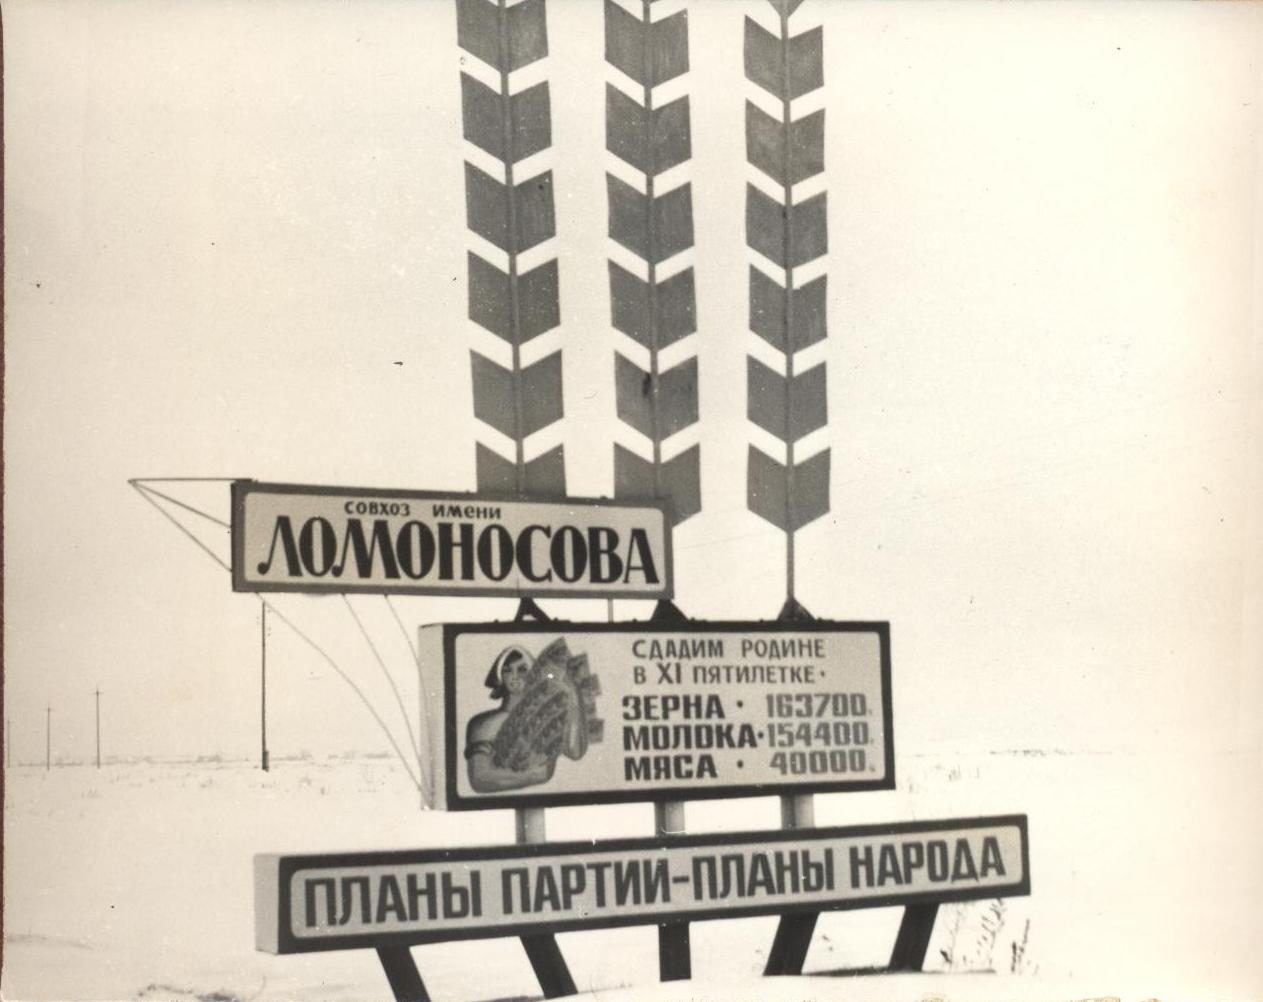 совхоз имени
ЛОМОНОСОВА
СДАДИМ РОДИНЕ
В XI ПЯТИЛЕТКЕ·
ЗЕРНА · 163700
МОЛОКА·154400
МЯСА · 40000
ПЛАНЫ ПАРТИИ-ПЛАНЫ НАРОДА